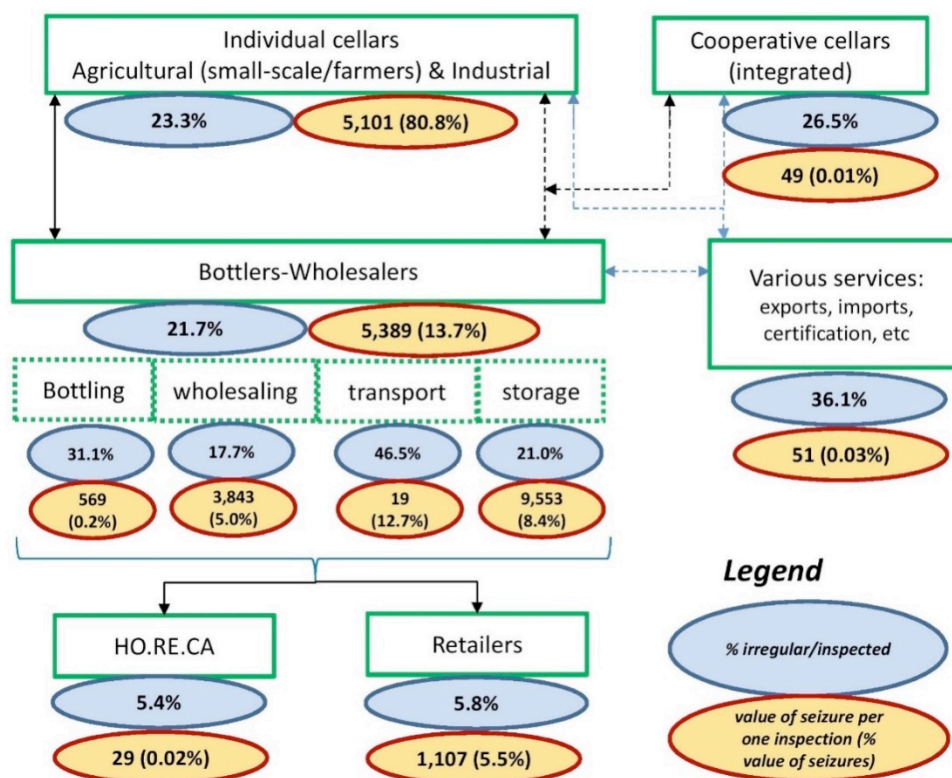 Individual cellars
Agricultural (small-scale/farmers) & Industrial
23.3%
5,101 (80.8%)
Cooperative cellars
(integrated)
26.5%
49 (0.01%)
Bottlers-Wholesalers
21.7%
5,389 (13.7%)
Various services:
exports, imports,
certification, etc
36.1%
51 (0.03%)
Bottling
wholesaling
transport
storage
31.1%
17.7%
46.5%
21.0%
569
(0.2%)
3,843
(5.0%)
19
(12.7%)
9,553
(8.4%)
HO.RE.CA
5.4%
29 (0.02%)
Retailers
5.8%
1,107 (5.5%)
Legend
% irregular/inspected
value of seizure per
one inspection (%
value of seizures)